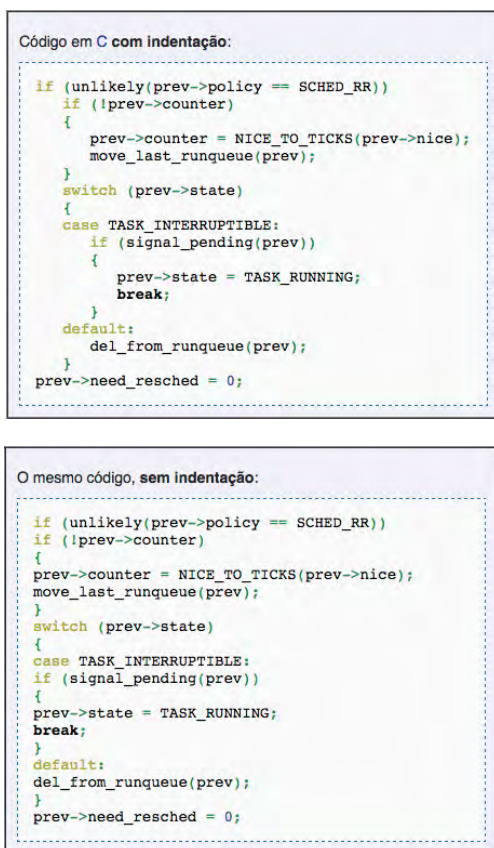 Código em C com indentação:
if (unlikely(prev->policy == SCHED_RR))
if (!prev->counter)
{
prev->counter = NICE_TO_TICKS(prev->nice);
move_last_runqueue(prev);
}
switch (prev->state)
{
case TASK_INTERRUPTIBLE:
if (signal_pending(prev))
{
prev->state = TASK_RUNNING;
break;
}
default:
del_from_runqueue(prev);
}
prev->need_resched = 0;
O mesmo código, sem indentação:
if (unlikely(prev->policy == SCHED_RR))
if (!prev->counter)
{
prev->counter = NICE_TO_TICKS(prev->nice);
move_last_runqueue(prev);
}
switch (prev->state)
{
case TASK_INTERRUPTIBLE:
if (signal_pending(prev))
{
prev->state = TASK_RUNNING;
break;
}
default:
del_from_runqueue(prev);
}
prev->need_resched = 0;